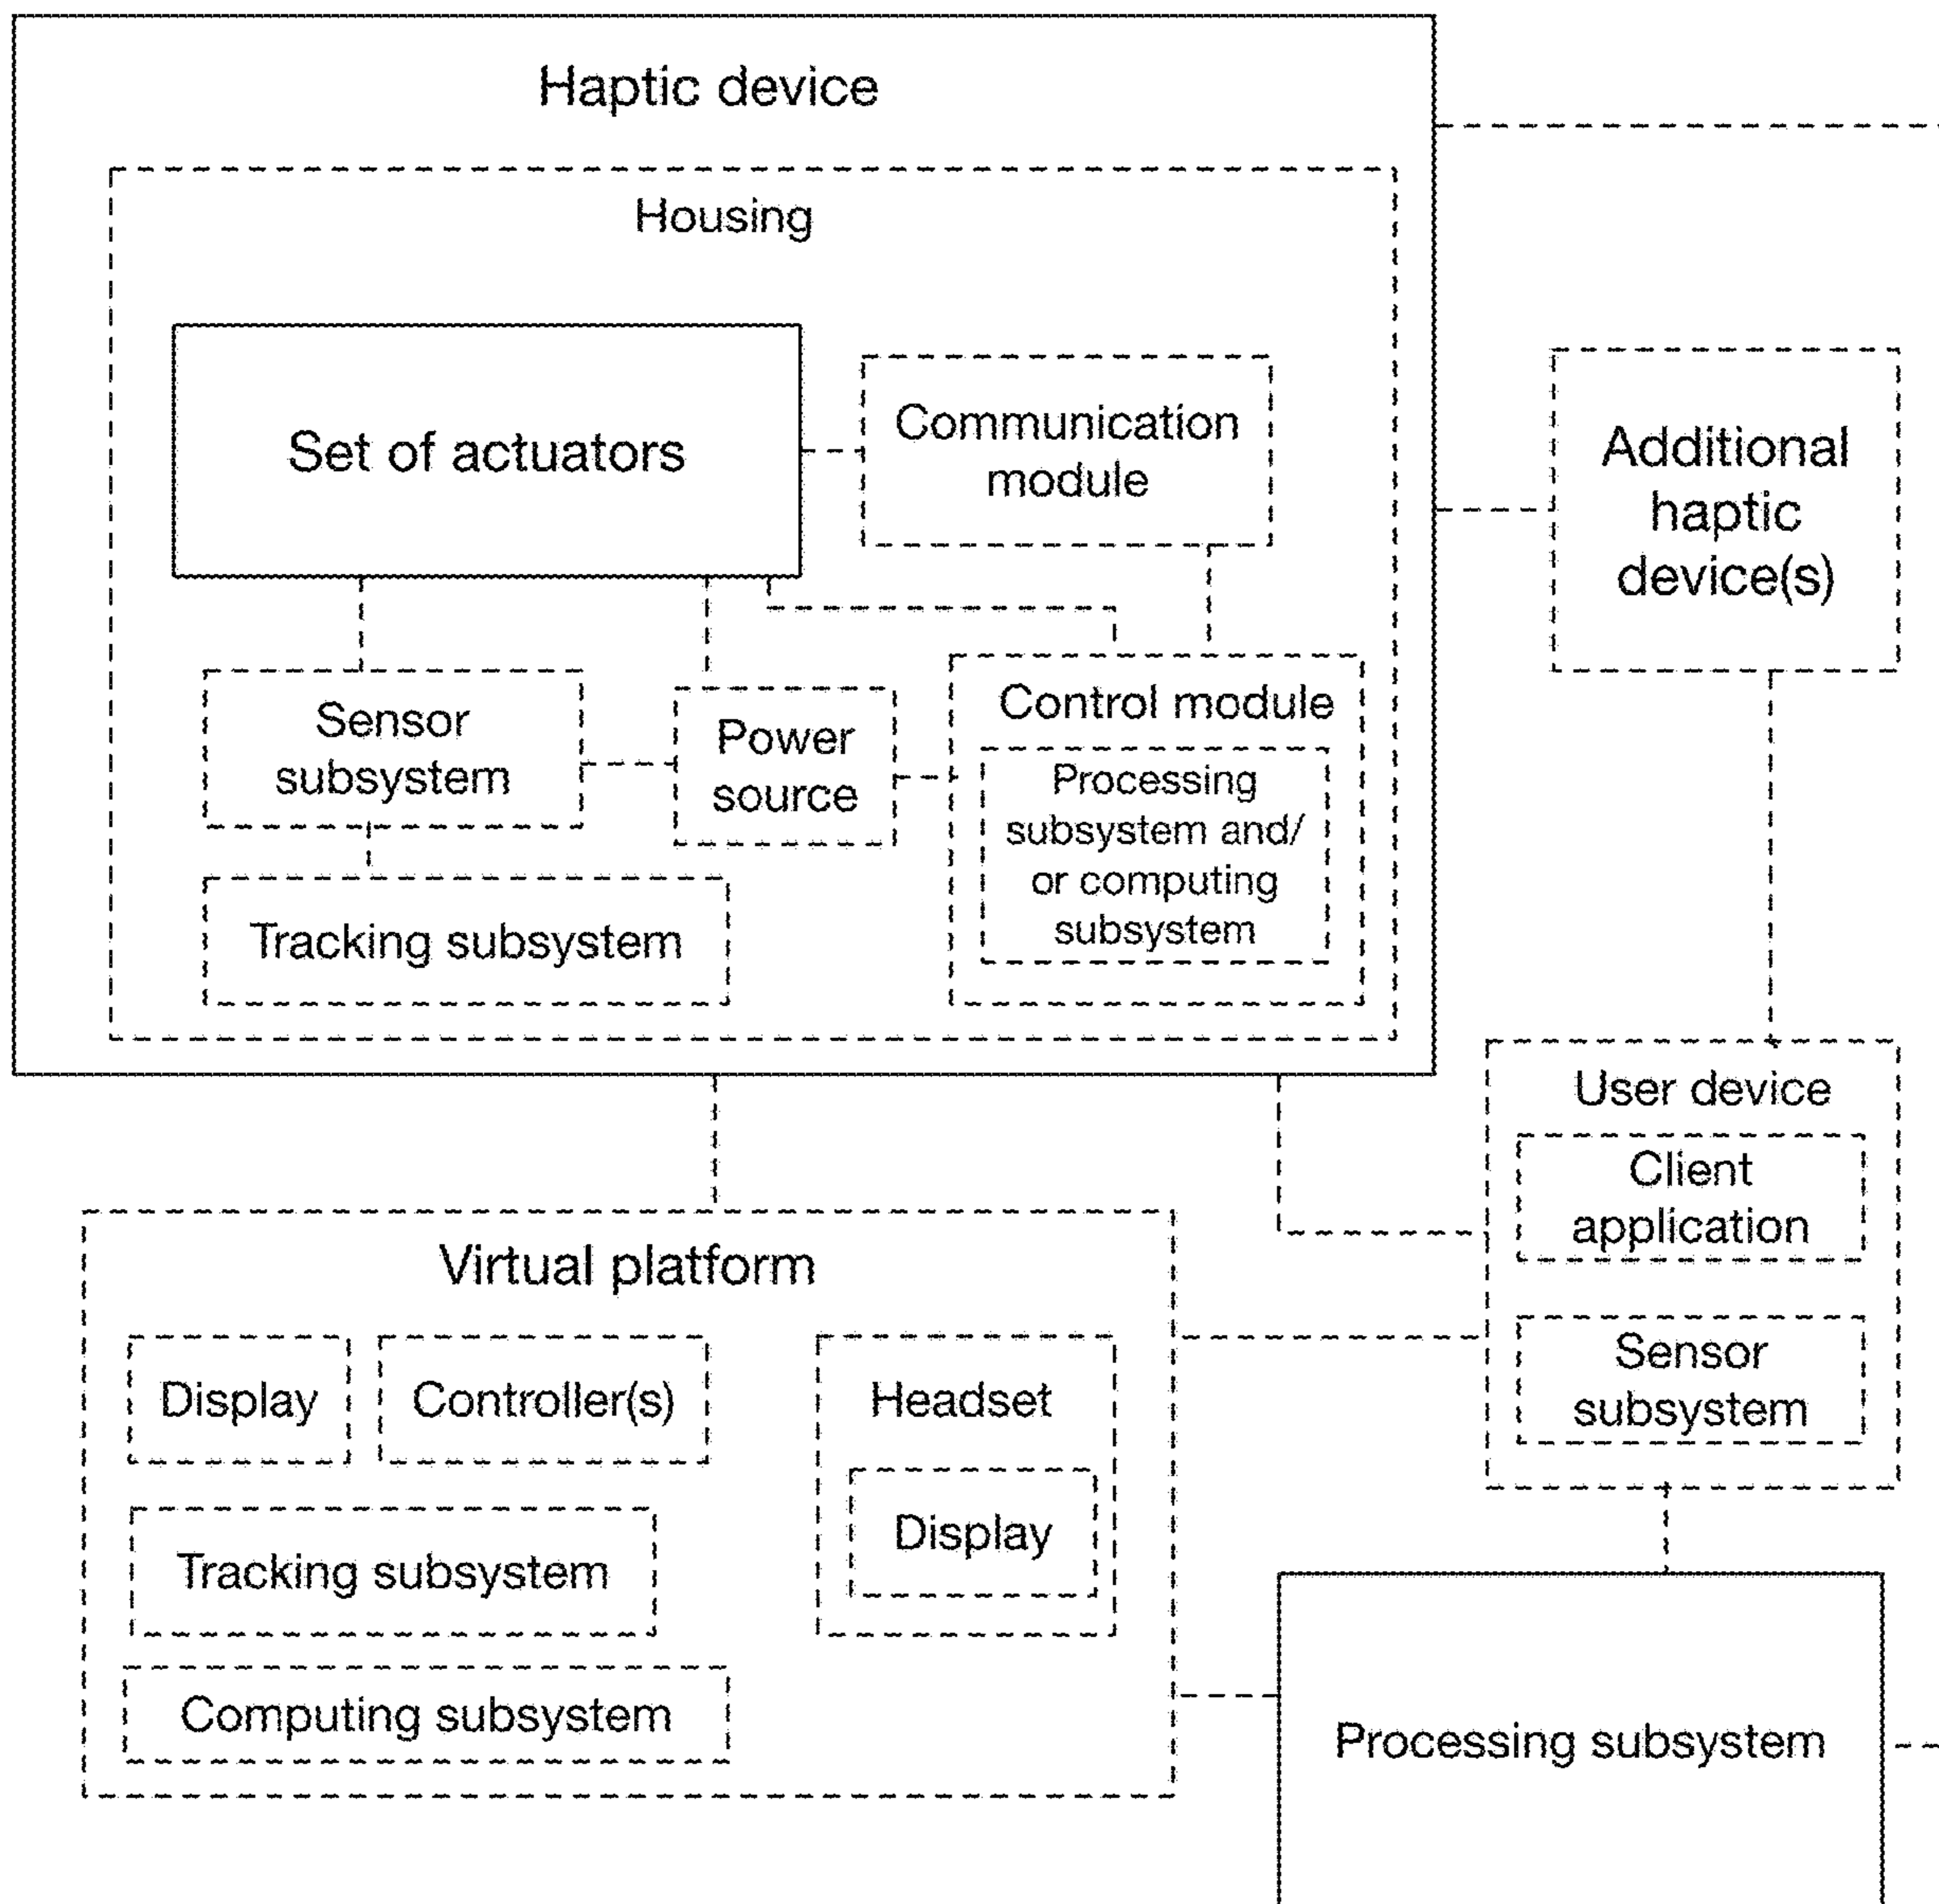 Haptic device
Housing
Set of actuators
Communication
module
Additional
haptic
device(s)
Sensor
subsystem
Power
source
Control module
Processing
subsystem and/
or computing
subsystem
Tracking subsystem
User device
Client
application
Sensor
subsystem
Virtual platform
Display
Controller(s)
Headset
Display
Tracking subsystem
Computing subsystem
Processing subsystem